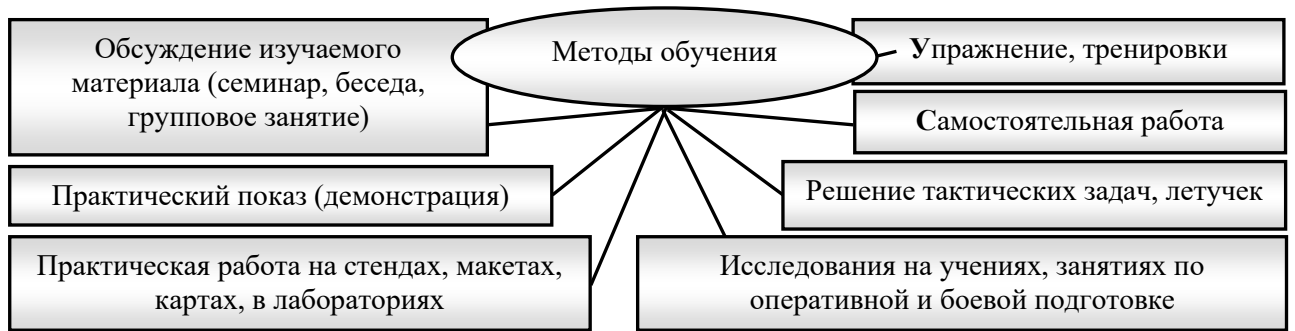 Методы обучения
Обсуждение изучаемого
материала (семинар, беседа,
групповое занятие)
Упражнение, тренировки
Самостоятельная работа
Практический показ (демонстрация)
Решение тактических задач, летучек
Практическая работа на стендах, макетах,
картах, в лабораториях
Исследования на учениях, занятиях по
оперативной и боевой подготовке